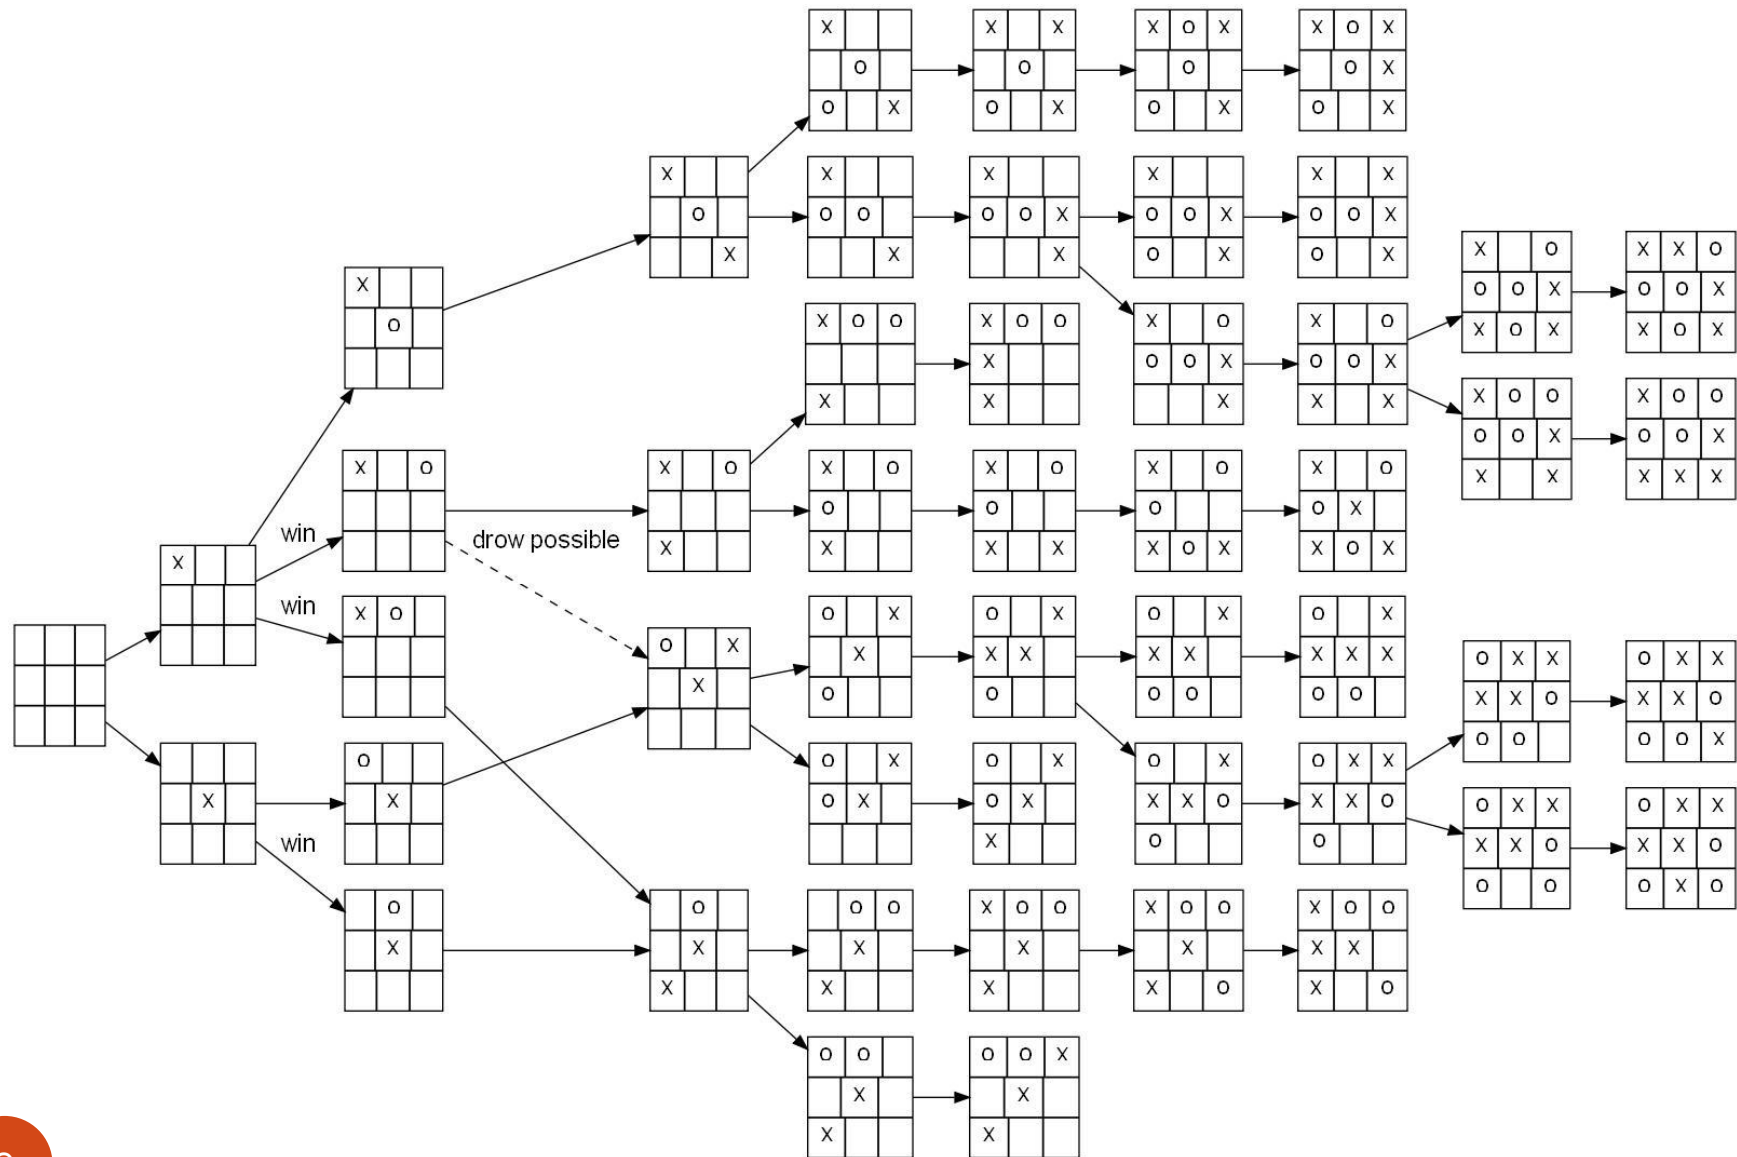 X X X X O X X O X
O O O O X
O X O X O X O X
X X X X X X
O O O O O X O O X O O X
X X X O X O X
X O X X O
X O O X O O X
X O O X O O X O X O
O X O X X O X
X O O X O O X
X X X X X
X O O X O O
O O X O O X
X O X O X O X O X O X O
X X X X X
O O O O X
win
drow possible
X X X X X O X X O X
X
win
X O O X O X O X O X
O X
X X X X X X X X
O X X O X X
X
O O O O O O
X X O X X O
O O O O X
O O X O X O X O X X
X X O X O X X X O X X O
O X X O X X
win
X O O
X X O X X O
O O O X O
O O O O X O O X O O X O O
X X X X X X X
X X X X O X O
O O O O X
X X
X X